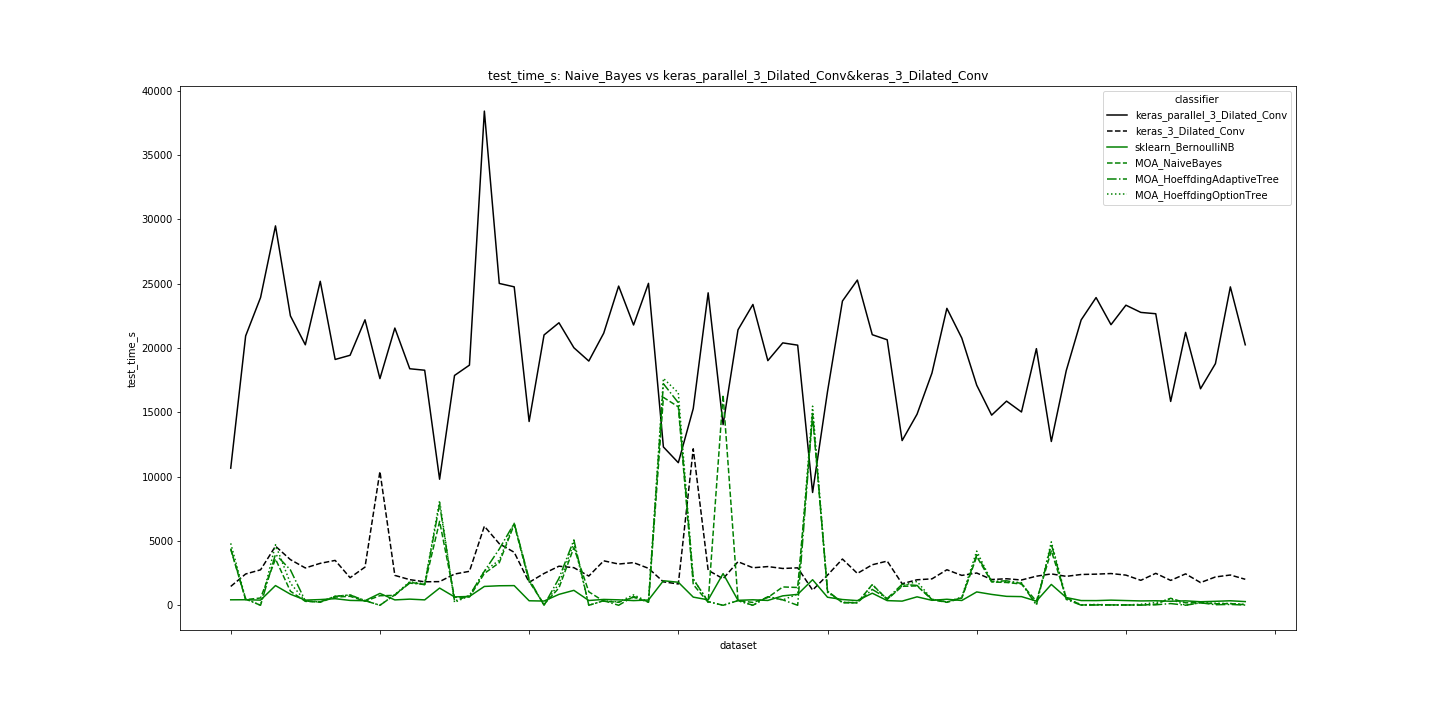 test_time_s: Naive_Bayes vs keras_parallel_3_Dilated_Conv&keras_3_Dilated_Conv
classifier
keras_parallel_3_Dilated_Conv
keras_3_Dilated_Conv
sklearn_BernoulliNB
MOA_NaiveBayes
MOA_HoeffdingAdaptiveTree
MOA_HoeffdingOptionTree
test_time_s
40000
35000
30000
25000
20000
15000
10000
5000
0
dataset